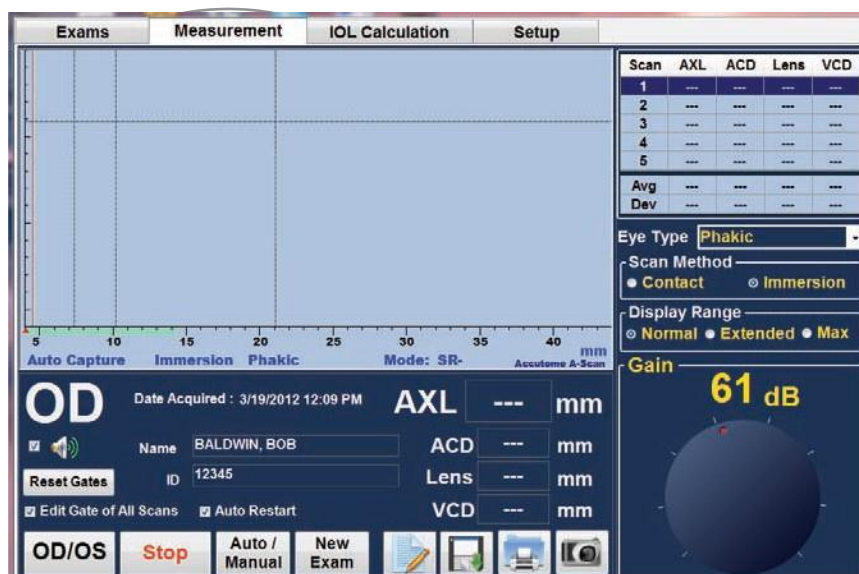 Exams Measurement IOL Calculation Setup
Scan AXL ACD Lens VCD
1 --- --- --- ---
2 --- --- --- ---
3 --- --- --- ---
4 --- --- --- ---
5 --- --- --- ---
Avg --- --- --- ---
Dev --- --- --- ---
Eye Type Phakic
Scan Method
Contact Immersion
Display Range
Normal Extended Max
Gain
61 dB
5 10 15 20 25 30 35 40 mm
Auto Capture Immersion Phakic Mode: SR- Accutome A-Scan
OD Date Acquired : 3/19/2012 12:09 PM AXL --- mm
Name BALDWIN, BOB ACD --- mm
Reset Gates ID 12345 Lens --- mm
Edit Gate of All Scans Auto Restart VCD --- mm
OD/OS Stop Auto / Manual New Exam